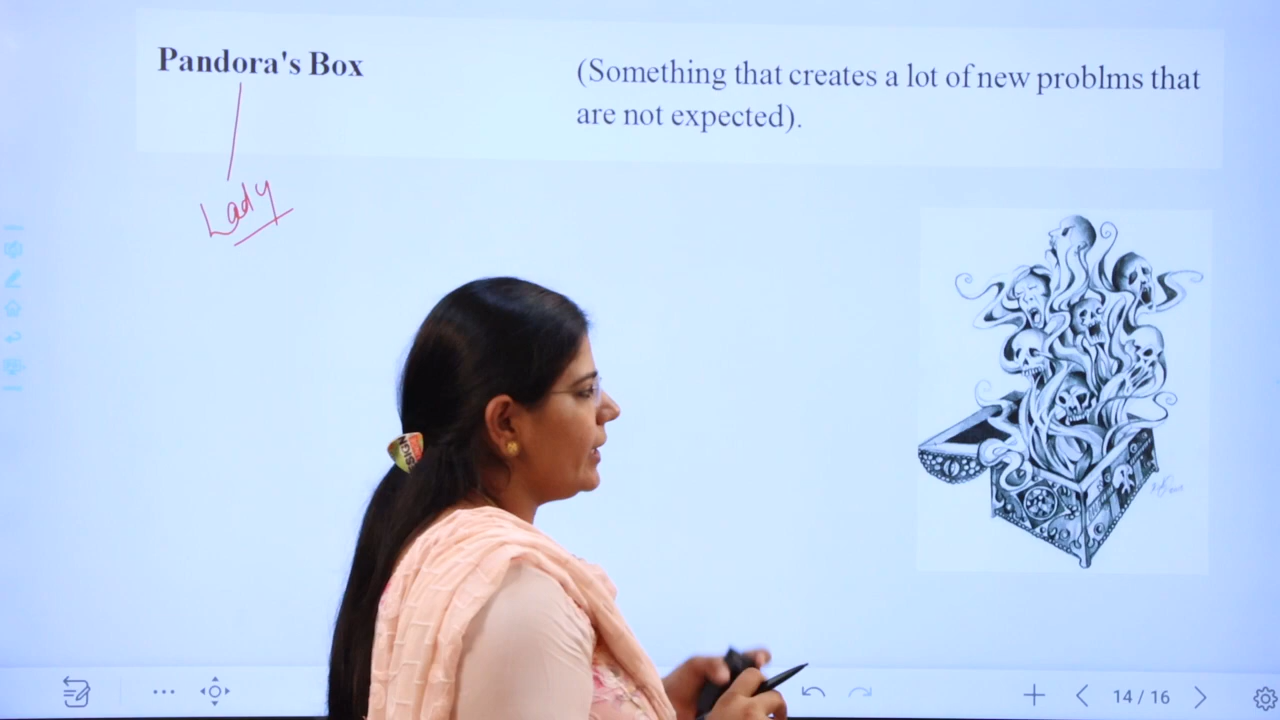 Pandora's Box
(Something that creates a lot of new problms that
are not expected).
Lady
14 / 16